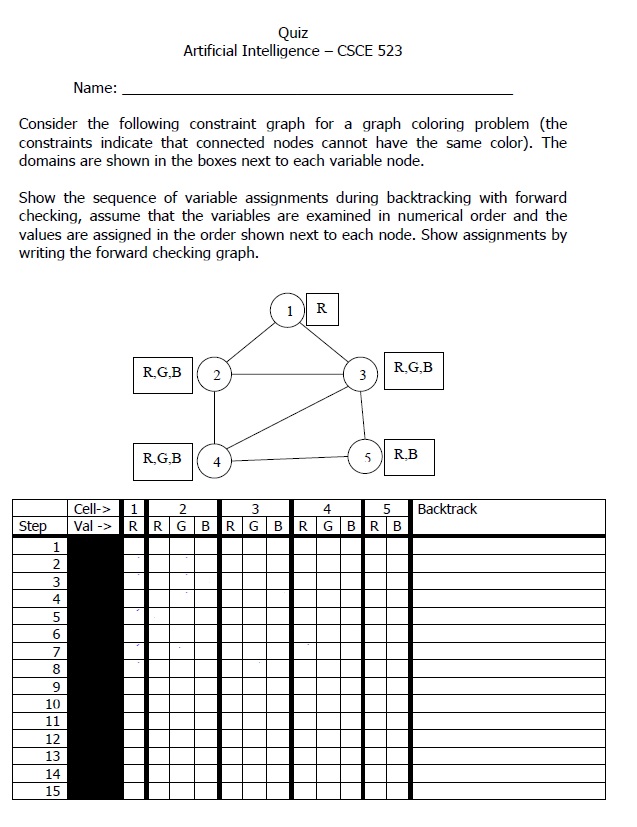 Quiz
Artificial Intelligence – CSCE 523
Name:
Consider the following constraint graph for a graph coloring problem (the
constraints indicate that connected nodes cannot have the same color). The
domains are shown in the boxes next to each variable node.
Show the sequence of variable assignments during backtracking with forward
checking, assume that the variables are examined in numerical order and the
values are assigned in the order shown next to each node. Show assignments by
writing the forward checking graph.
1 R
R,G,B 2 3 R,G,B
R,G,B 4 5 R,B
Cell-> 1 2 3 4 5 Backtrack
Step Val -> R R G B R G B R G B R B
1
2
3
4
5
6
7
8
9
10
11
12
13
14
15